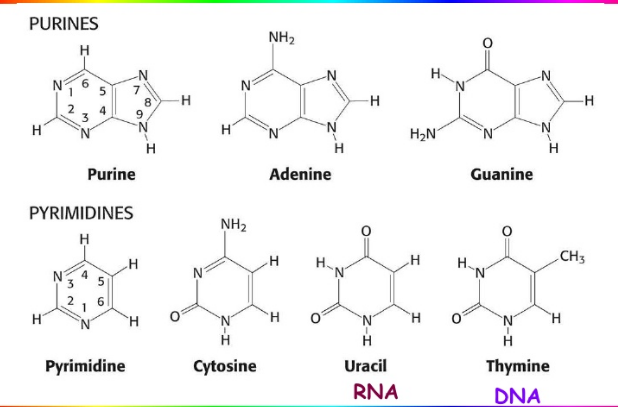 PURINES
H
N 1 6 5 N 7
2 3 4 8 H
H N 9 N
H
Purine
NH₂
N N
H
H N N
H
Adenine
O
H N N
H
H₂N N N
H
Guanine
PYRIMIDINES
H
N 3 4 5 H
2 1 6
H N H
Pyrimidine
NH₂
N H
O N H
H
Cytosine
O
H N H
O N H
H
Uracil
RNA
O
H N CH₃
O N H
H
Thymine
DNA